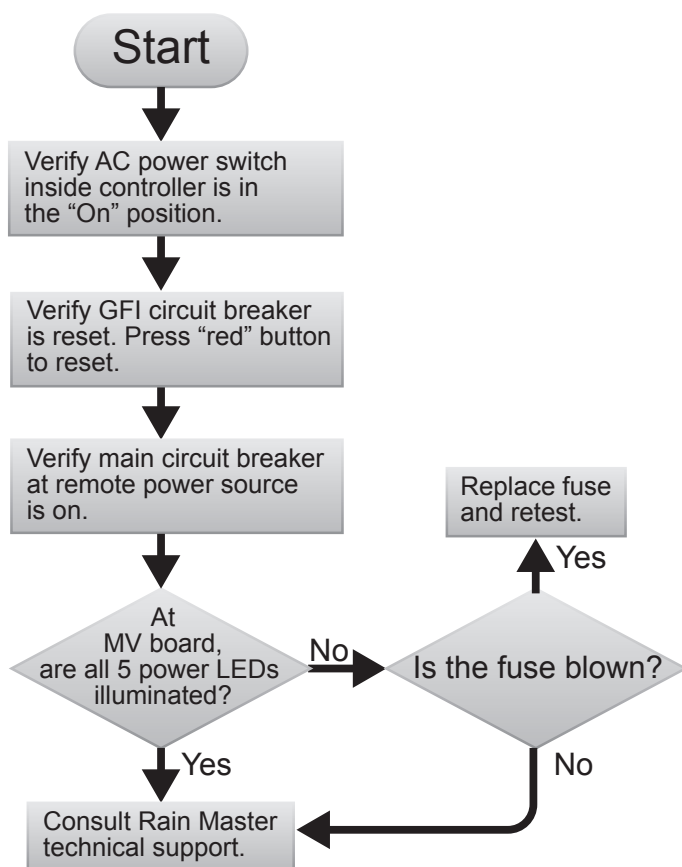 Start
Verify AC power switch
inside controller is in
the “On” position.
Verify GFI circuit breaker
is reset. Press “red” button
to reset.
Verify main circuit breaker
at remote power source
is on.
At
MV board,
are all 5 power LEDs
illuminated?
No
Is the fuse blown?
Yes
Replace fuse
and retest.
Yes
No
Consult Rain Master
technical support.